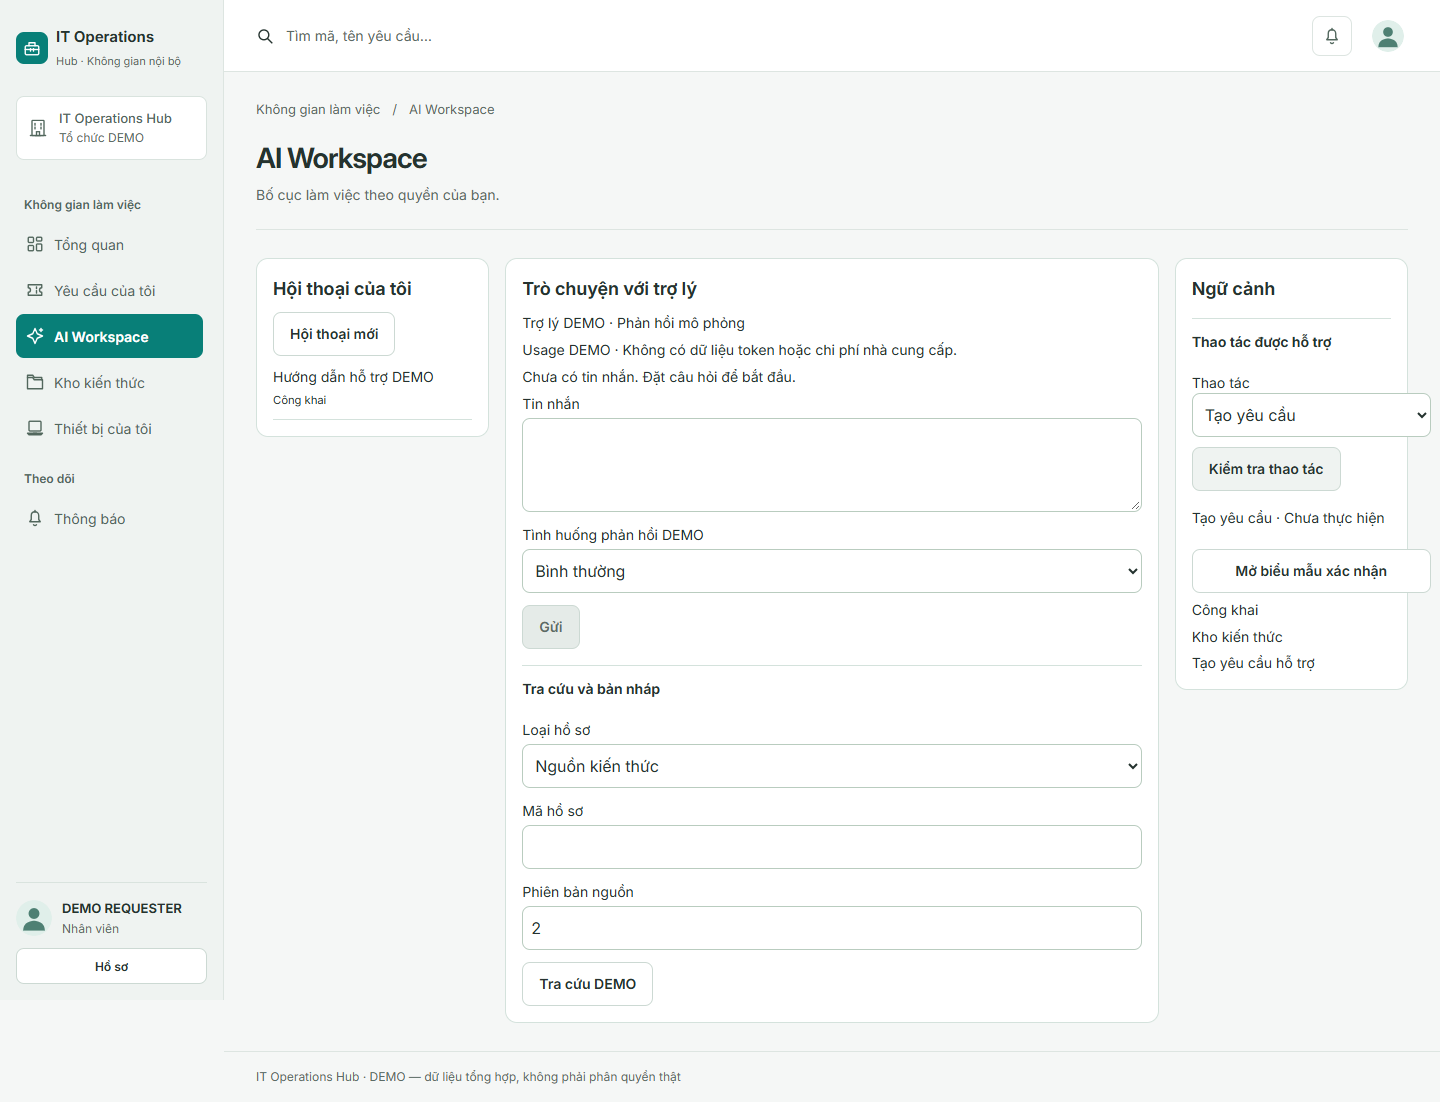 IT Operations
Hub · Không gian nội bộ
IT Operations Hub
Tổ chức DEMO
Không gian làm việc
Tổng quan
Yêu cầu của tôi
AI Workspace
Kho kiến thức
Thiết bị của tôi
Theo dõi
Thông báo
DEMO REQUESTER
Nhân viên
Hồ sơ
Tìm mã, tên yêu cầu...
Không gian làm việc / AI Workspace
AI Workspace
Bố cục làm việc theo quyền của bạn.
Hội thoại của tôi
Hội thoại mới
Hướng dẫn hỗ trợ DEMO
Công khai
Trò chuyện với trợ lý
Trợ lý DEMO · Phản hồi mô phỏng
Usage DEMO · Không có dữ liệu token hoặc chi phí nhà cung cấp.
Chưa có tin nhắn. Đặt câu hỏi để bắt đầu.
Tin nhắn
Tình huống phản hồi DEMO
Bình thường
Gửi
Tra cứu và bản nháp
Loại hồ sơ
Nguồn kiến thức
Mã hồ sơ
Phiên bản nguồn
2
Tra cứu DEMO
Ngữ cảnh
Thao tác được hỗ trợ
Thao tác
Tạo yêu cầu
Kiểm tra thao tác
Tạo yêu cầu · Chưa thực hiện
Mở biểu mẫu xác nhận
Công khai
Kho kiến thức
Tạo yêu cầu hỗ trợ
IT Operations Hub · DEMO — dữ liệu tổng hợp, không phải phân quyền thật